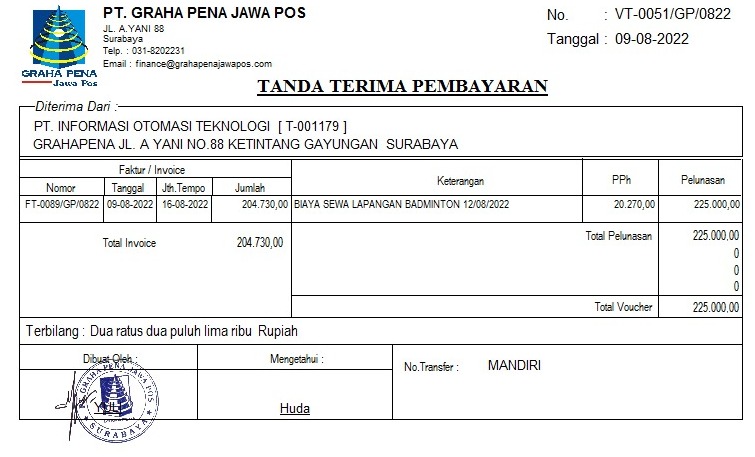 PT. GRAHA PENA JAWA POS
JL. A.YANI 88
Surabaya
Telp. : 031-8202231
Email : finance@grahapenajawapos.com
GRAHA PENA
Jawa Pos
No. : VT-0051/GP/0822
Tanggal : 09-08-2022
TANDA TERIMA PEMBAYARAN
Diterima Dari :
PT. INFORMASI OTOMASI TEKNOLOGI [ T-001179 ]
GRAHAPENA JL. A YANI NO.88 KETINTANG GAYUNGAN SURABAYA
Faktur / Invoice Keterangan PPh Pelunasan
Nomor Tanggal Jth.Tempo Jumlah
FT-0089/GP/0822 09-08-2022 16-08-2022 204.730,00 BIAYA SEWA LAPANGAN BADMINTON 12/08/2022 20.270,00 225.000,00
Total Invoice 204.730,00
Total Pelunasan 225.000,00
0
0
0
Total Voucher 225.000,00
Terbilang : Dua ratus dua puluh lima ribu Rupiah
Dibuat Oleh : Mengetahui : No.Transfer : MANDIRI
GRAHA PENA JAWA POS
YULI
SURABAYA
Huda